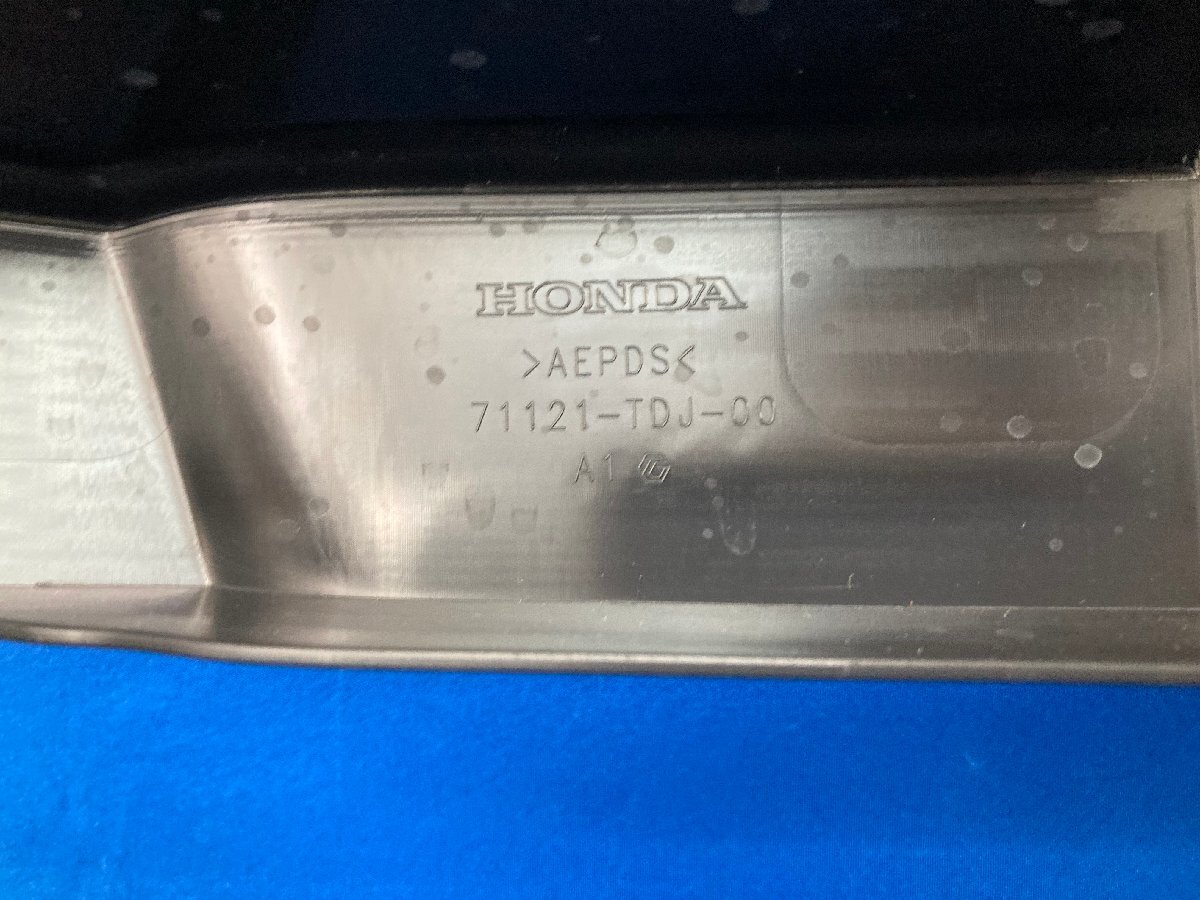 HONDA
>AEPDS<
71121-TDJ-00
A1